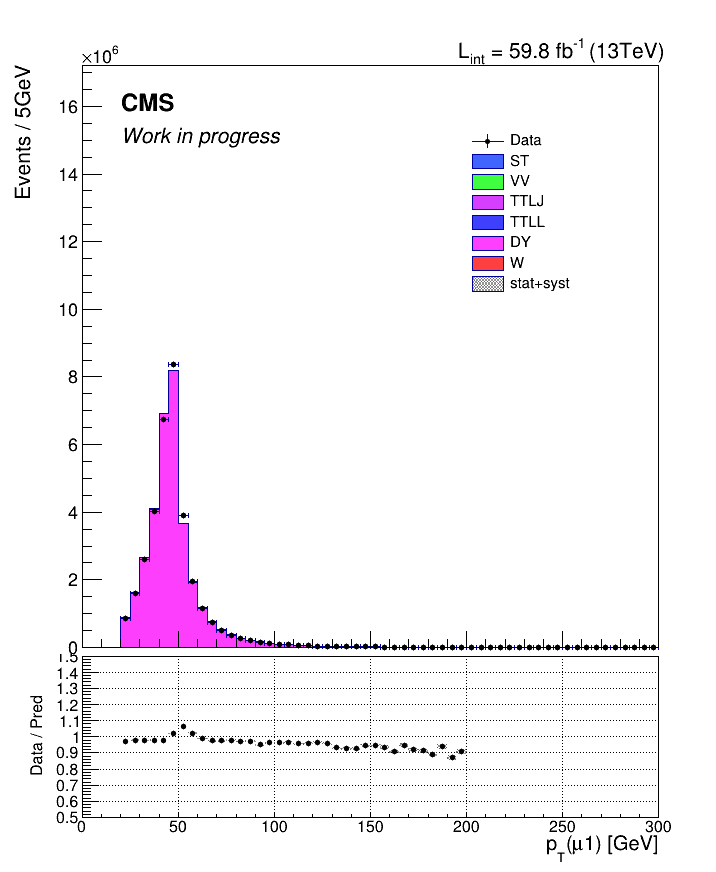 ×10⁶
L_int = 59.8 fb⁻¹ (13TeV)
Events / 5GeV
CMS
Work in progress
16
14
12
10
8
6
4
2
0
Data
ST
VV
TTLJ
TTLL
DY
W
stat+syst
Data / Pred
1.5
1.4
1.3
1.2
1.1
1
0.9
0.8
0.7
0.6
0.5
0 50 100 150 200 250 300
p_T(μ1) [GeV]